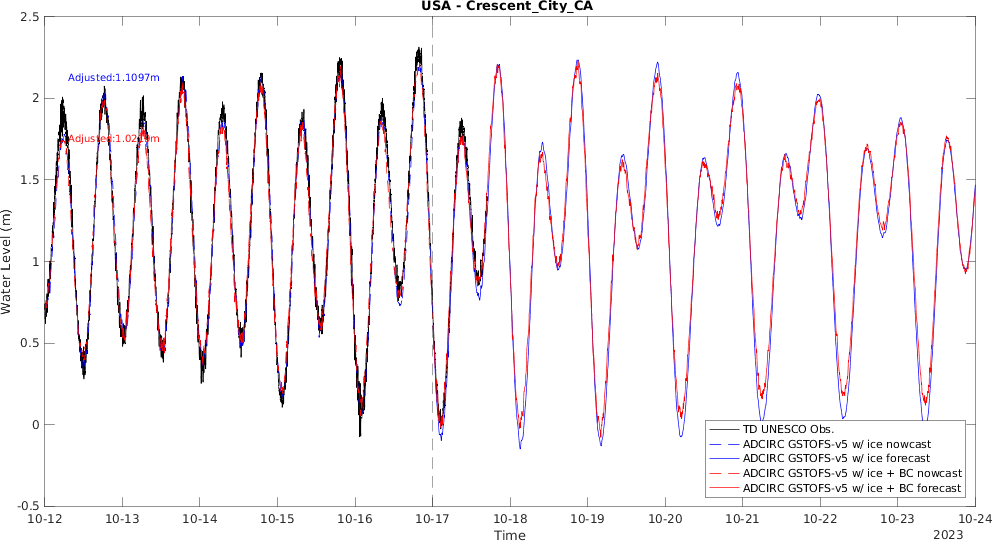 USA - Crescent_City_CA
2.5
2
1.5
1
0.5
0
-0.5
Water Level (m)
Adjusted:1.1097m
TD UNESCO Obs.
ADCIRC GSTOFS-v5 w/ ice nowcast
ADCIRC GSTOFS-v5 w/ ice forecast
ADCIRC GSTOFS-v5 w/ ice + BC nowcast
ADCIRC GSTOFS-v5 w/ ice + BC forecast
10-12 10-13 10-14 10-15 10-16 10-17 10-18 10-19 10-20 10-21 10-22 10-23 10-24
Time
2023